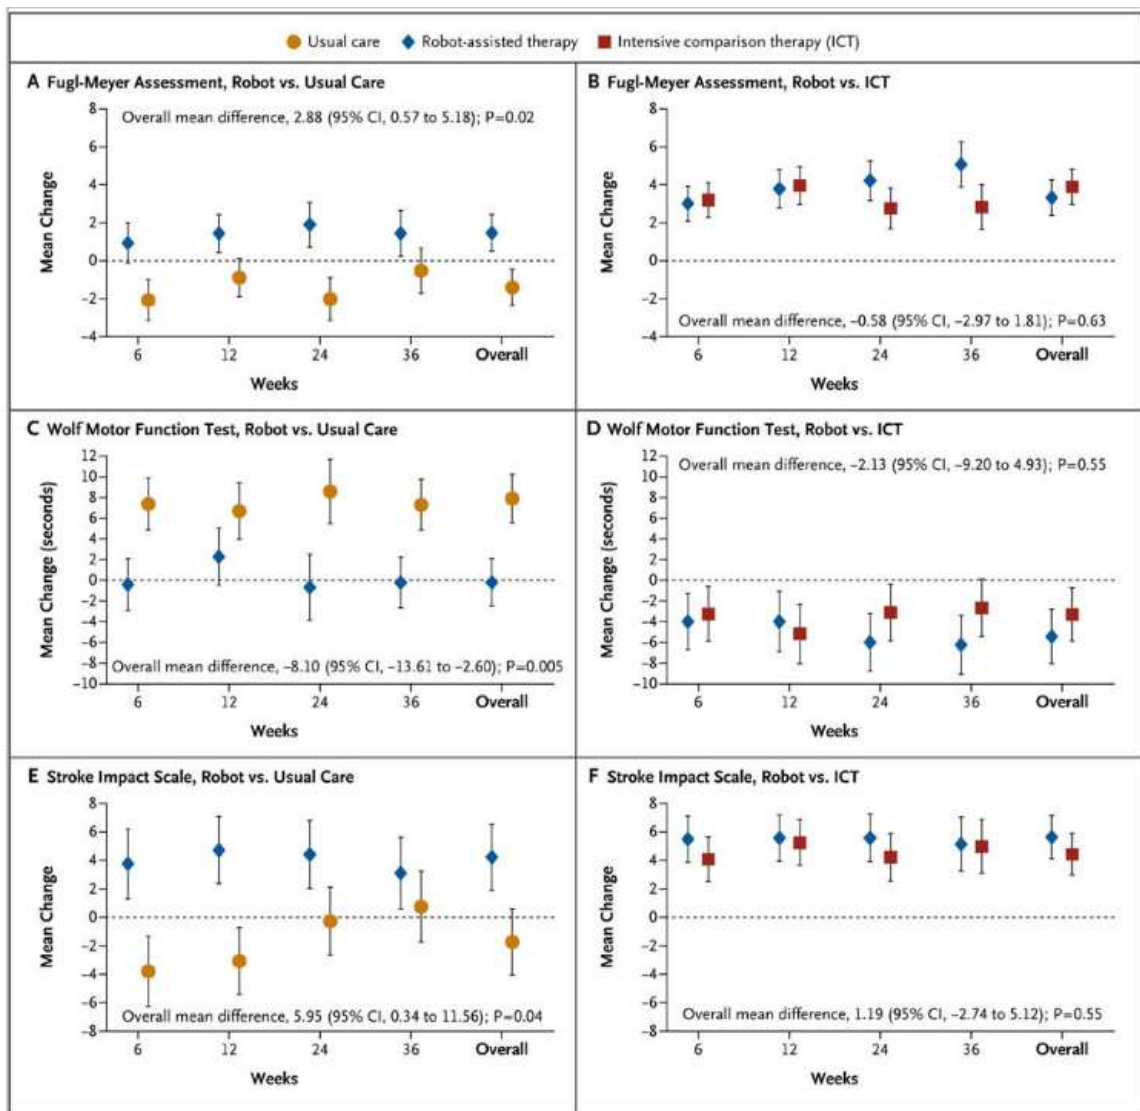 Usual care Robot-assisted therapy Intensive comparison therapy (ICT)
A Fugl-Meyer Assessment, Robot vs. Usual Care
Overall mean difference, 2.88 (95% CI, 0.57 to 5.18); P=0.02
Mean Change
8
6
4
2
0
−2
−4
6 12 24 36 Overall
Weeks
B Fugl-Meyer Assessment, Robot vs. ICT
Mean Change
8
6
4
2
0
−2
−4
Overall mean difference, −0.58 (95% CI, −2.97 to 1.81); P=0.63
6 12 24 36 Overall
Weeks
C Wolf Motor Function Test, Robot vs. Usual Care
Mean Change (seconds)
12
10
8
6
4
2
0
−2
−4
−6
−8
−10
Overall mean difference, −8.10 (95% CI, −13.61 to −2.60); P=0.005
6 12 24 36 Overall
Weeks
D Wolf Motor Function Test, Robot vs. ICT
Overall mean difference, −2.13 (95% CI, −9.20 to 4.93); P=0.55
Mean Change (seconds)
12
10
8
6
4
2
0
−2
−4
−6
−8
−10
6 12 24 36 Overall
Weeks
E Stroke Impact Scale, Robot vs. Usual Care
Mean Change
8
6
4
2
0
−2
−4
−6
−8
Overall mean difference, 5.95 (95% CI, 0.34 to 11.56); P=0.04
6 12 24 36 Overall
Weeks
F Stroke Impact Scale, Robot vs. ICT
Mean Change
8
6
4
2
0
−2
−4
−6
−8
Overall mean difference, 1.19 (95% CI, −2.74 to 5.12); P=0.55
6 12 24 36 Overall
Weeks